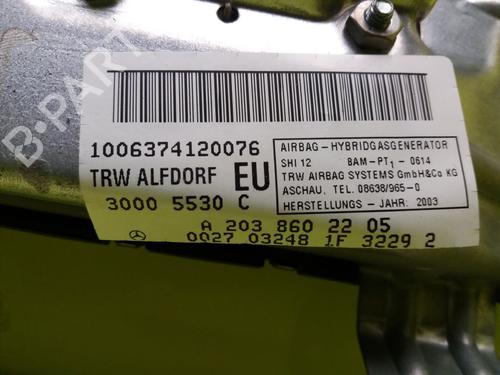 B-PARTS
1006374120076
TRW ALFDORF EU
3000 5530 C
AIRBAG-HYBRIDGASGENERATOR
SHI 12 BAM-PT1-0614
TRW AIRBAG SYSTEMS GmbH&Co KG
ASCHAU, TEL. 08638/965-0
HERSTELLUNGS-JAHR: 2003
A 203 860 22 05
0027 03248 1F 3229 2